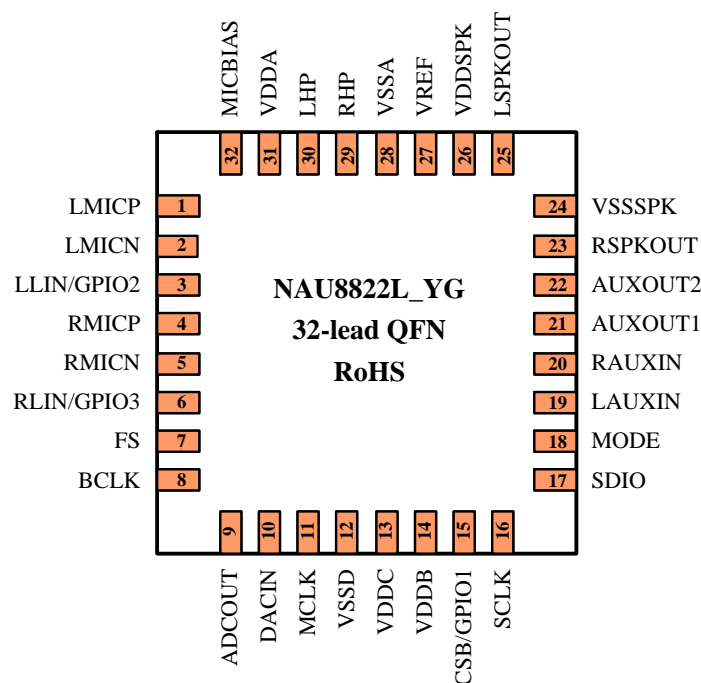 MICBIAS
VDDA
LHP
RHP
VSSA
VREF
VDDSPK
LSPKOUT
32
31
30
29
28
27
26
25
LMICP 1
LMICN 2
LLIN/GPIO2 3
RMICP 4
RMICN 5
RLIN/GPIO3 6
FS 7
BCLK 8
NAU8822L_YG
32-lead QFN
RoHS
24 VSSSPK
23 RSPKOUT
22 AUXOUT2
21 AUXOUT1
20 RAUXIN
19 LAUXIN
18 MODE
17 SDIO
9
10
11
12
13
14
15
16
ADCOUT
DACIN
MCLK
VSSD
VDDC
VDDB
CSB/GPIO1
SCLK